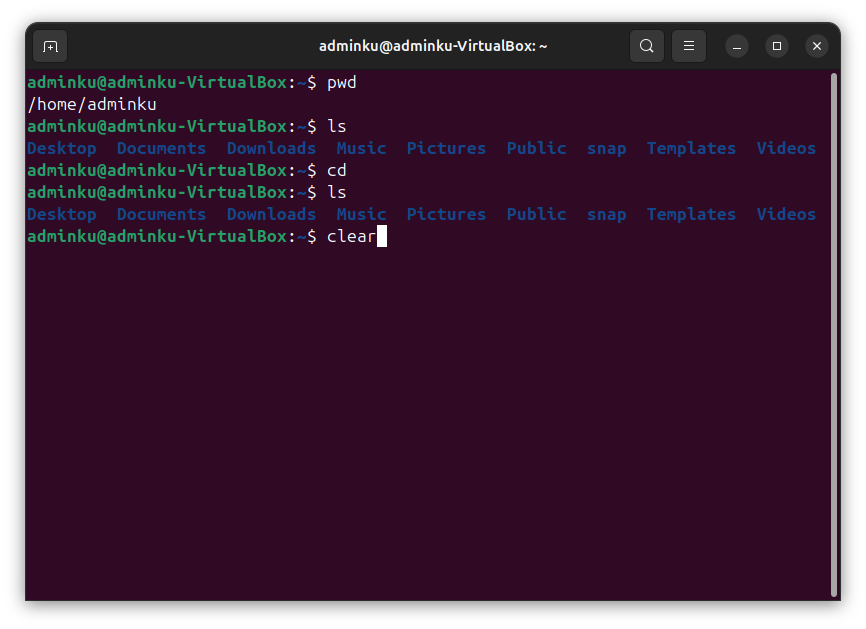 adminku@adminku-VirtualBox: ~
adminku@adminku-VirtualBox:~$ pwd
/home/adminku
adminku@adminku-VirtualBox:~$ ls
Desktop  Documents  Downloads  Music  Pictures  Public  snap  Templates  Videos
adminku@adminku-VirtualBox:~$ cd
adminku@adminku-VirtualBox:~$ ls
Desktop  Documents  Downloads  Music  Pictures  Public  snap  Templates  Videos
adminku@adminku-VirtualBox:~$ clear